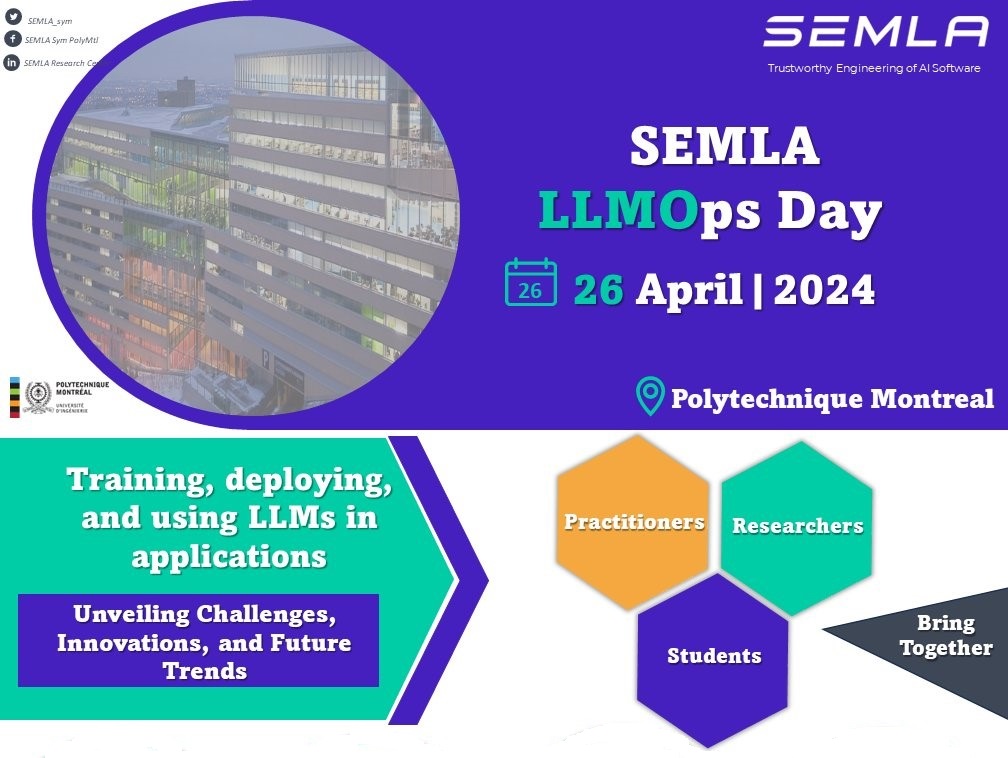 SEMLA_sym
SEMLA Sym PolyMtl
SEMLA Research
SEMLA
Trustworthy Engineering of AI Software
SEMLA
LLMOps Day
26
26 April | 2024
POLYTECHNIQUE
MONTRÉAL
UNIVERSITÉ
D'INGÉNIERIE
Polytechnique Montreal
Training, deploying,
and using LLMs in
applications
Unveiling Challenges,
Innovations, and Future
Trends
Practitioners
Researchers
Students
Bring
Together